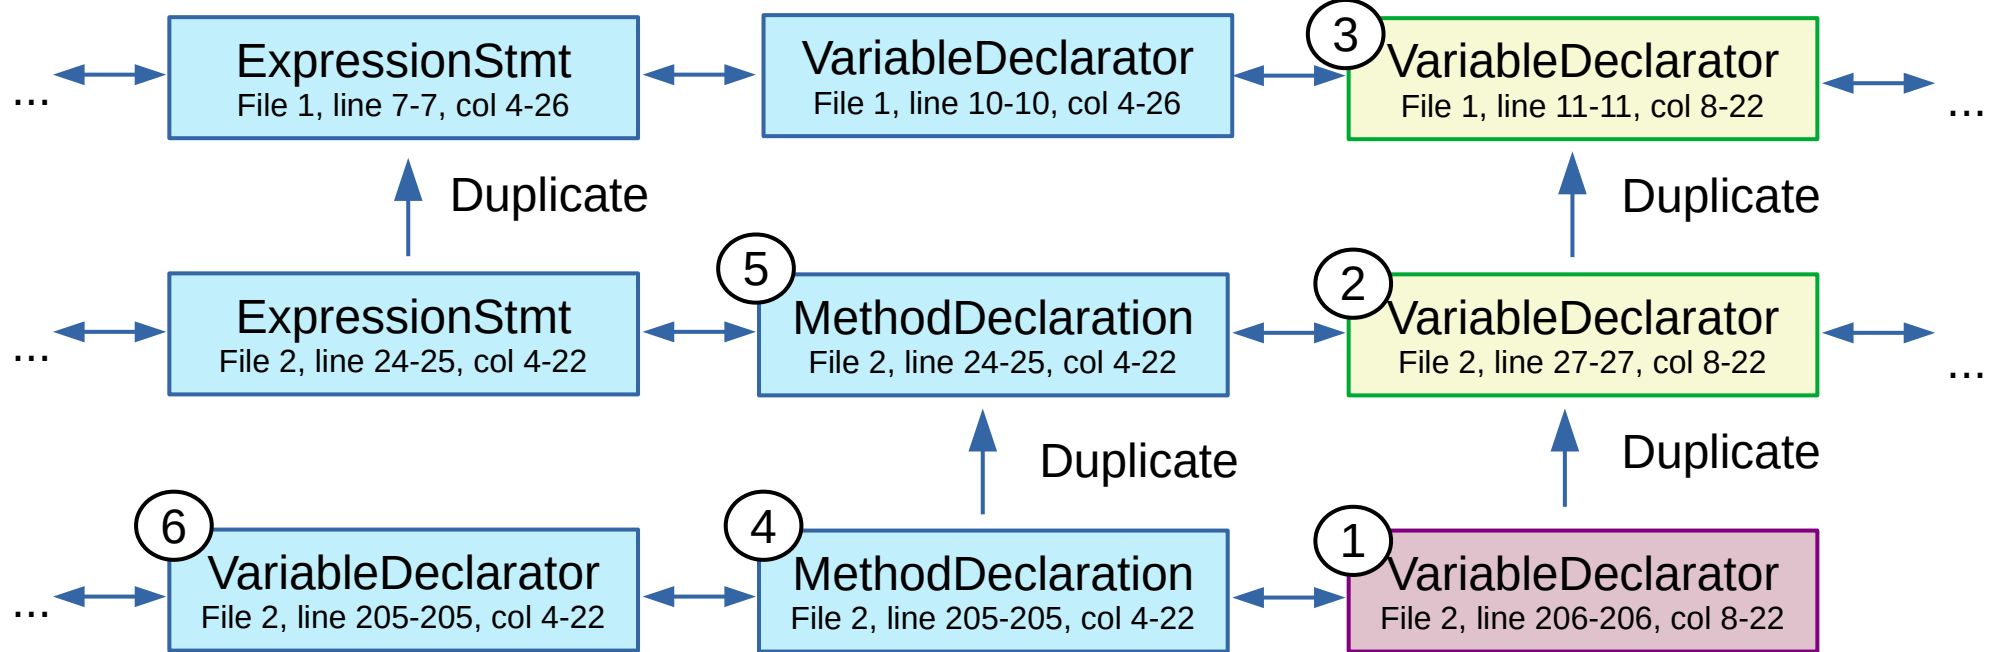 ... ExpressionStmt VariableDeclarator 3 VariableDeclarator ...
File 1, line 7-7, col 4-26 File 1, line 10-10, col 4-26 File 1, line 11-11, col 8-22
Duplicate Duplicate
... ExpressionStmt 5 MethodDeclaration 2 VariableDeclarator ...
File 2, line 24-25, col 4-22 File 2, line 24-25, col 4-22 File 2, line 27-27, col 8-22
Duplicate Duplicate
... 6 VariableDeclarator 4 MethodDeclaration 1 VariableDeclarator
File 2, line 205-205, col 4-22 File 2, line 205-205, col 4-22 File 2, line 206-206, col 8-22